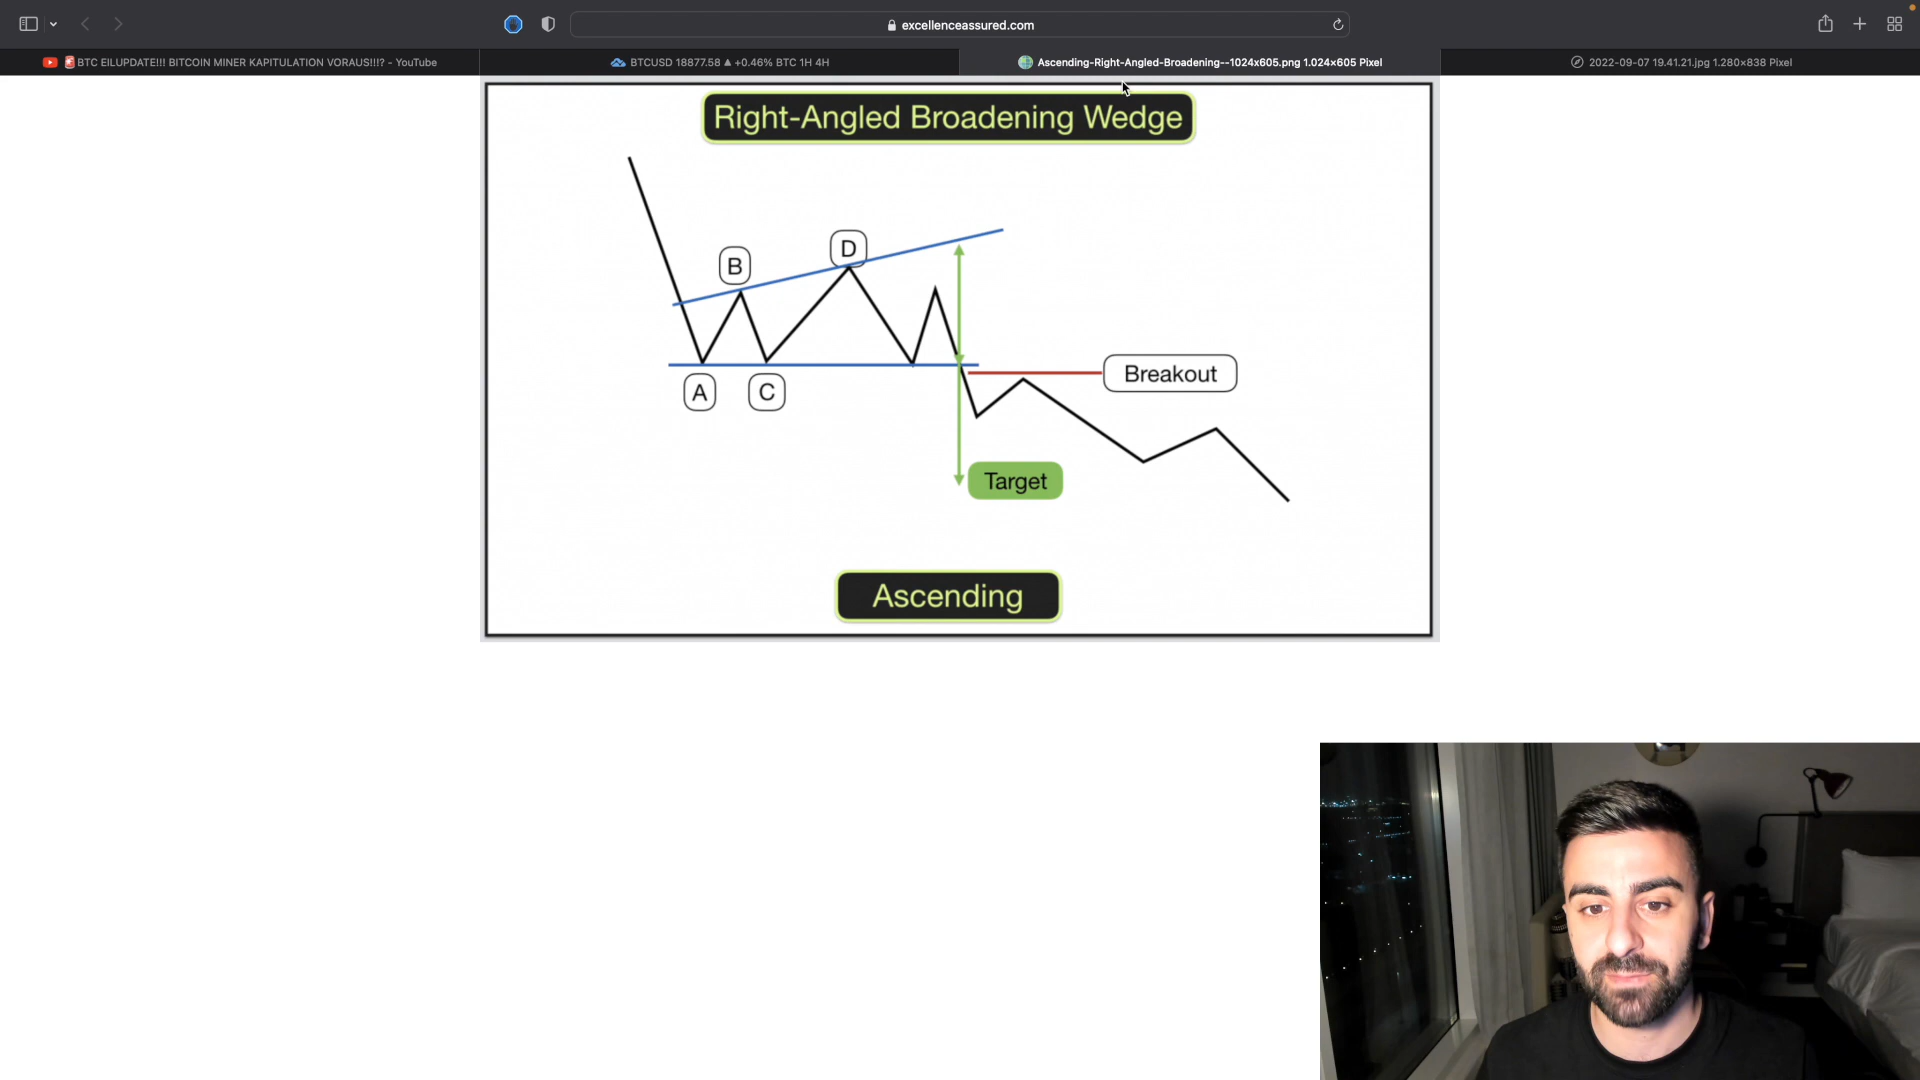 excellenceassured.com
BTC EILUPDATE!!! BITCOIN MINER KAPITULATION VORAUS!!!? - YouTube
BTCUSD 18877.58 ▲ +0.46% BTC 1H 4H
Ascending-Right-Angled-Broadening--1024x605.png 1.024×605 Pixel
2022-09-07 19.41.21.jpg 1.280×838 Pixel
Right-Angled Broadening Wedge
D
B
Breakout
A
C
Target
Ascending